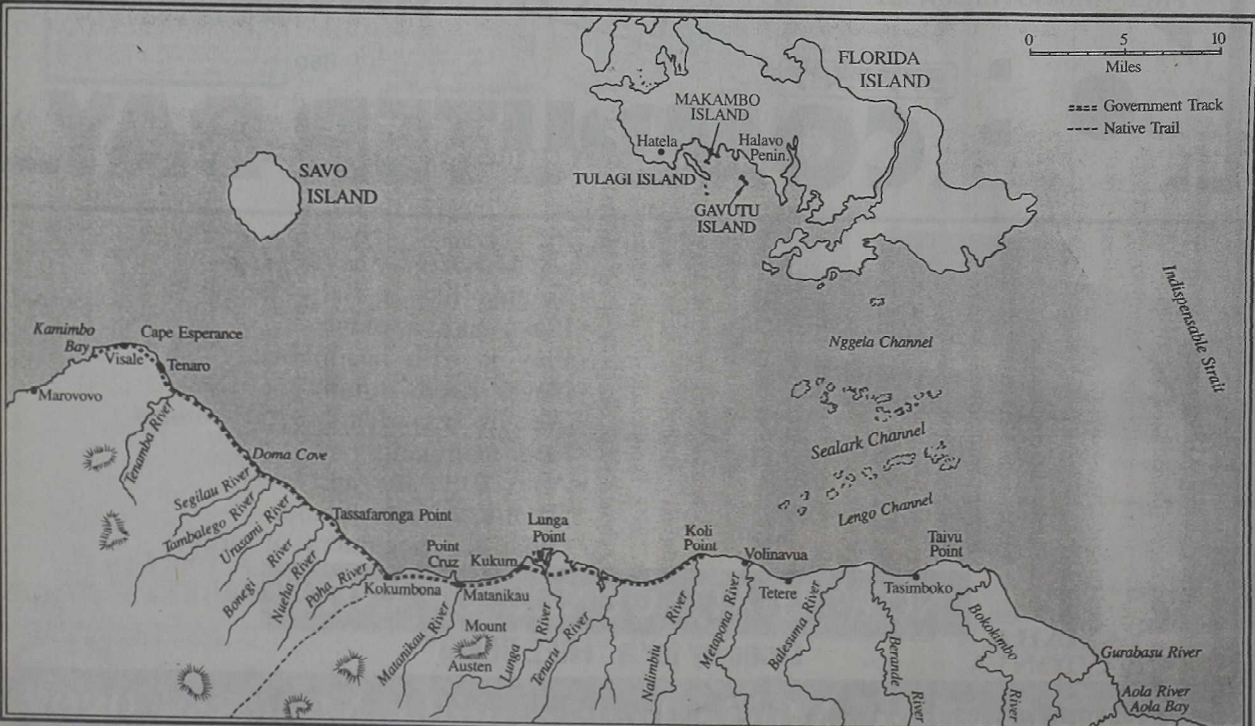 0 5 10
Miles
Government Track
Native Trail
FLORIDA
ISLAND
MAKAMBO
ISLAND
Hatela
Halavo
Penin.
TULAGI ISLAND
GAVUTU
ISLAND
SAVO
ISLAND
Indispensable Strait
Nggela Channel
Sealark Channel
Lengo Channel
Kamimbo
Bay
Cape Esperance
Visale
Tenaro
Marovovo
Tenamba River
Doma Cove
Segilau River
Tambalego River
Urasami River
Bonegi River
Nueha River
Poha River
Tassafaronga Point
Kokumbona
Point
Cruz
Kukum
Matanikau
Lunga
Point
Matanikau River
Mount
Austen
Lunga River
Tenaru River
Nalimbiu River
Koli
Point
Metapona River
Volinavua
Tetere
Balesuma River
Berande River
Tasimboko
Taivu
Point
Bokokimbo River
Gurabasu River
Aola River
Aola Bay